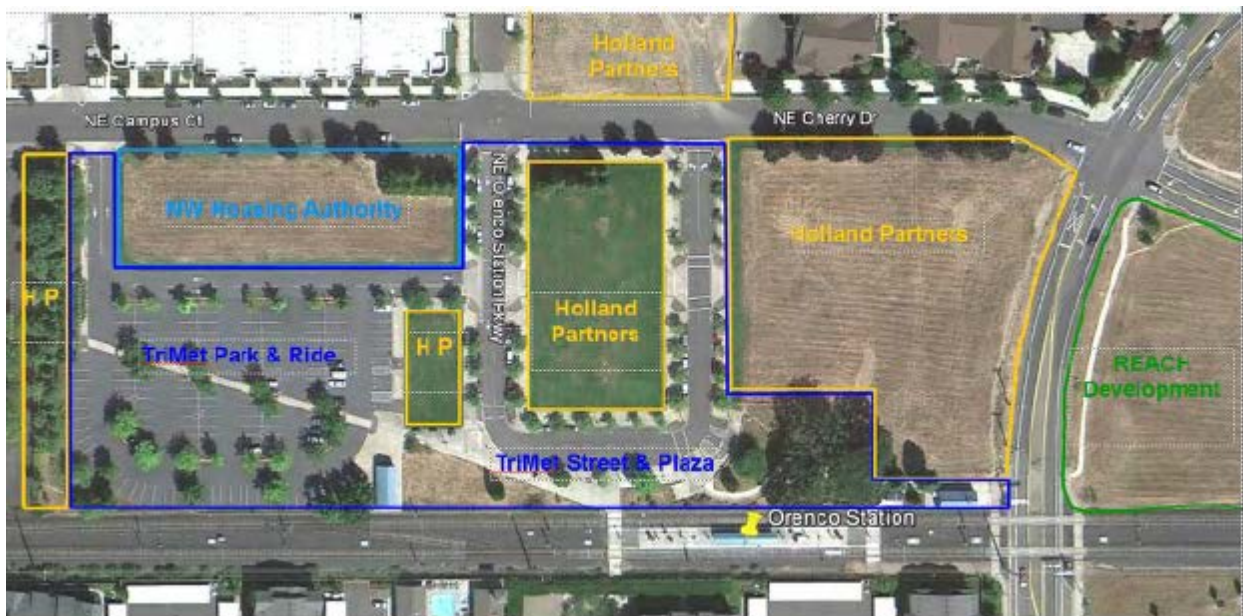 Holland
Partners
NE Campus Ct
NE Cherry Dr
NW Housing Authority
NE Orenco Station Pkwy
Holland Partners
H P
Holland
Partners
TriMet Park & Ride
H P
REACH
Development
TriMet Street & Plaza
Orenco Station